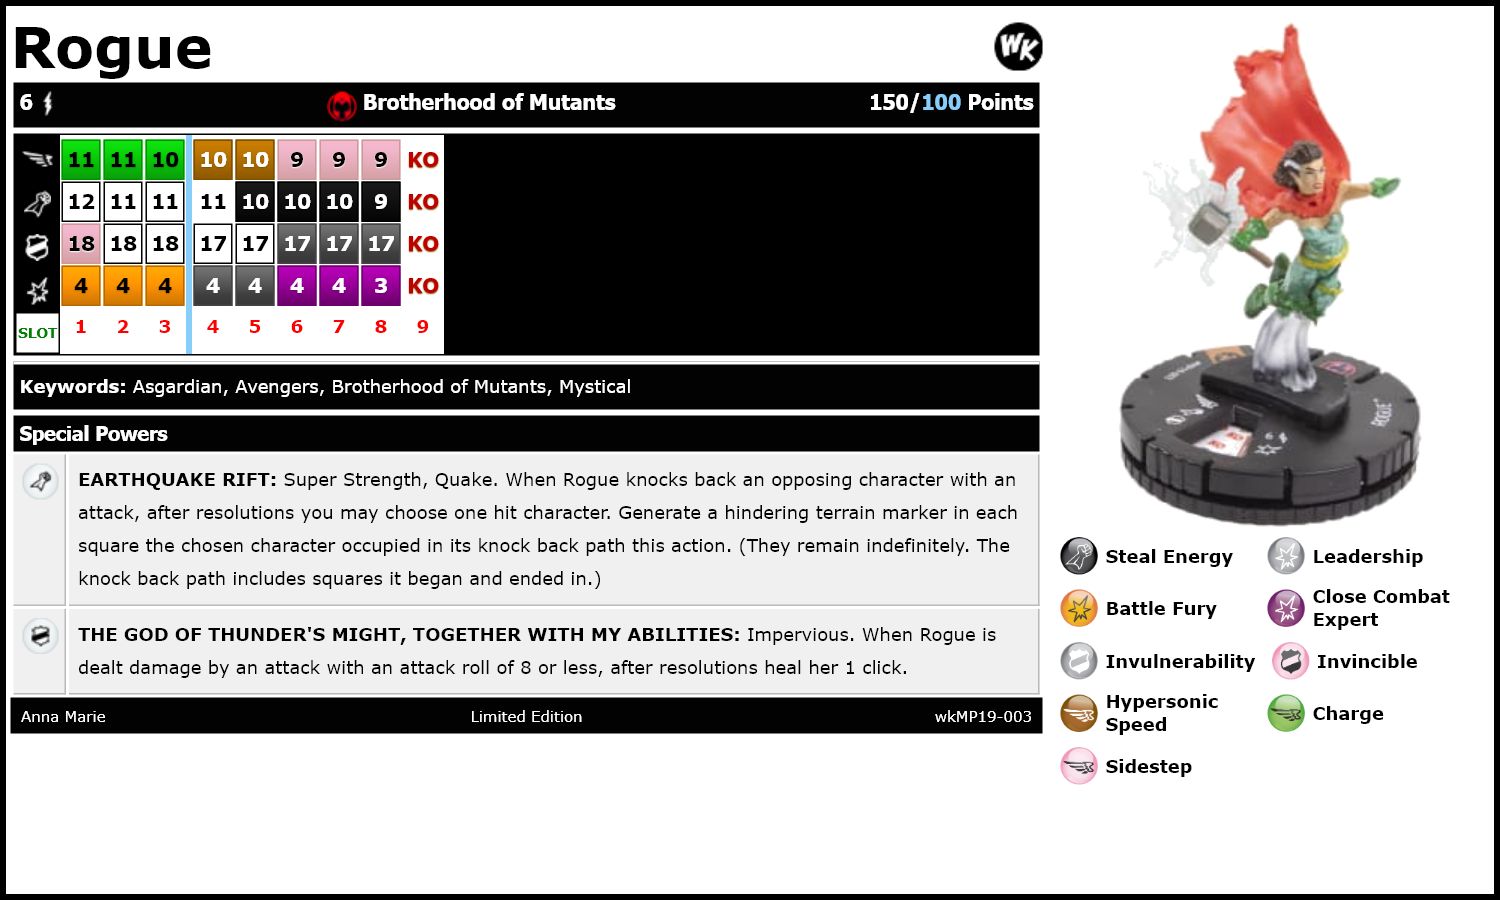 Rogue
WK
6 Brotherhood of Mutants 150/100 Points
11 11 10 10 10 9 9 9 KO
12 11 11 11 10 10 10 9 KO
18 18 18 17 17 17 17 17 KO
4 4 4 4 4 4 4 3 KO
SLOT 1 2 3 4 5 6 7 8 9
Keywords: Asgardian, Avengers, Brotherhood of Mutants, Mystical
Special Powers
EARTHQUAKE RIFT: Super Strength, Quake. When Rogue knocks back an opposing character with an
attack, after resolutions you may choose one hit character. Generate a hindering terrain marker in each
square the chosen character occupied in its knock back path this action. (They remain indefinitely. The
knock back path includes squares it began and ended in.)
THE GOD OF THUNDER'S MIGHT, TOGETHER WITH MY ABILITIES: Impervious. When Rogue is
dealt damage by an attack with an attack roll of 8 or less, after resolutions heal her 1 click.
Anna Marie Limited Edition wkMP19-003
ROGUE
KO
KO
6
Steal Energy Leadership
Battle Fury Close Combat
Expert
Invulnerability Invincible
Hypersonic
Speed Charge
Sidestep